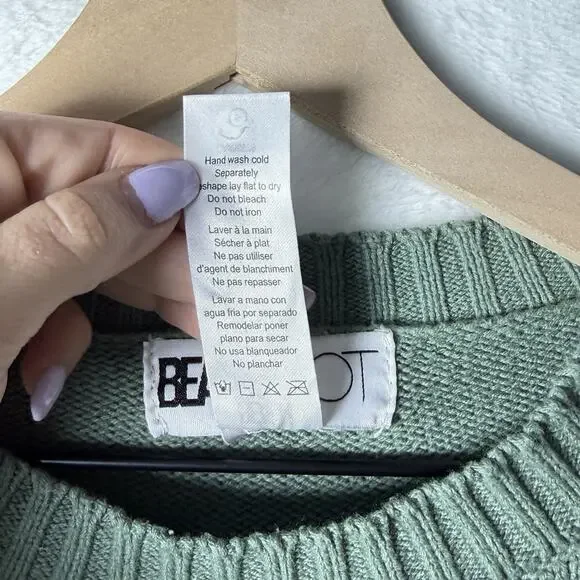 Hand wash cold
Separately
eshape lay flat to dry
Do not bleach
Do not iron
Laver à la main
Sécher à plat
Ne pas utiliser
d'agent de blanchiment
Ne pas repasser
Lavar a mano con
agua fria por separado
Remodelar poner
plano para secar
No usa blanqueador
No planchar
BEA OT